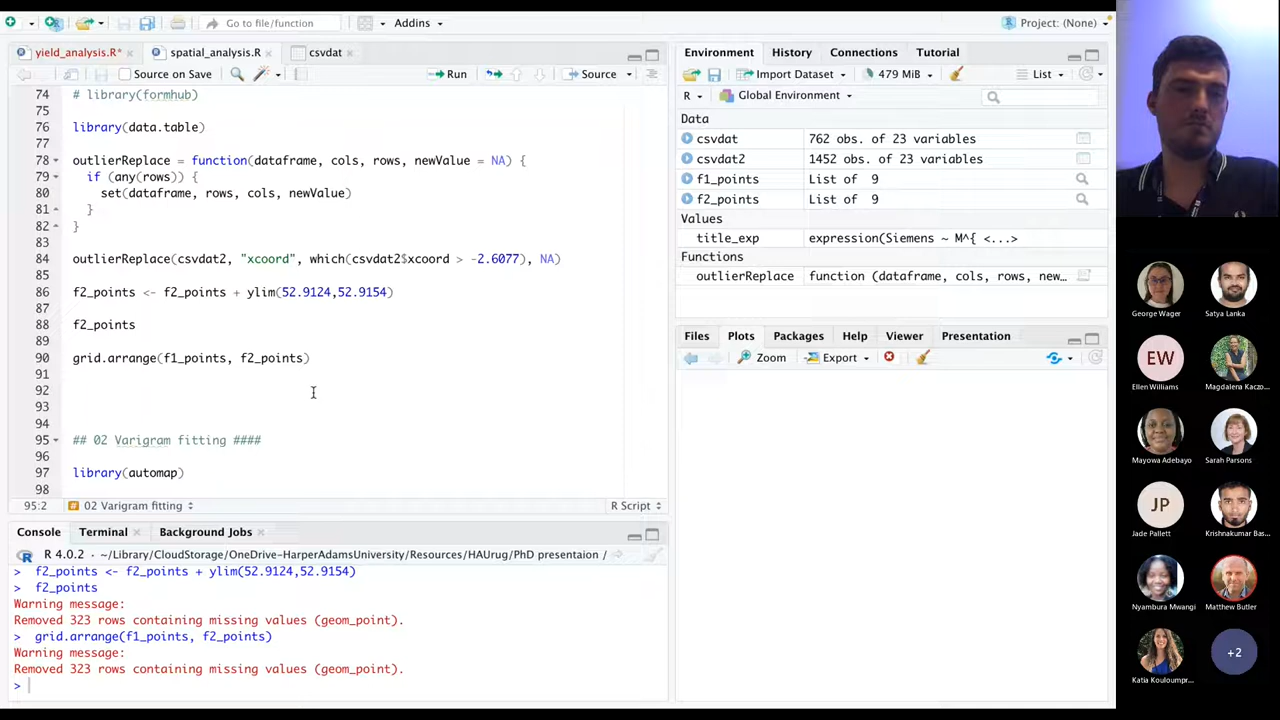 Go to file/function
Addins
Project: (None)
yield_analysis.R*
spatial_analysis.R
csvdat
Source on Save
Run
Source
74 # library(formhub)
75
76 library(data.table)
77
78 outlierReplace = function(dataframe, cols, rows, newValue = NA) {
79 if (any(rows)) {
80 set(dataframe, rows, cols, newValue)
81 }
82 }
83
84 outlierReplace(csvdat2, "xcoord", which(csvdat2$xcoord > -2.6077), NA)
85
86 f2_points <- f2_points + ylim(52.9124,52.9154)
87
88 f2_points
89
90 grid.arrange(f1_points, f2_points)
91
92
93
94
95 ## 02 Varigram fitting ####
96
97 library(automap)
98
95:2 # 02 Varigram fitting R Script
Console Terminal Background Jobs
R 4.0.2 · ~/Library/CloudStorage/OneDrive-HarperAdamsUniversity/Resources/HAUrug/PhD presentaion /
> f2_points <- f2_points + ylim(52.9124,52.9154)
> f2_points
Warning message:
Removed 323 rows containing missing values (geom_point).
> grid.arrange(f1_points, f2_points)
Warning message:
Removed 323 rows containing missing values (geom_point).
>
Environment History Connections Tutorial
Import Dataset 479 MiB List
R Global Environment
Data
csvdat 762 obs. of 23 variables
csvdat2 1452 obs. of 23 variables
f1_points List of 9
f2_points List of 9
Values
title_exp expression(Siemens ~ M^{ <...>
Functions
outlierReplace function (dataframe, cols, rows, new…
Files Plots Packages Help Viewer Presentation
Zoom Export
George Wager
Satya Lanka
EW
Ellen Williams
Magdalena Kaczo...
Mayowa Adebayo
Sarah Parsons
JP
Jade Pallett
Krishnakumar Bas...
Nyambura Mwangi
Matthew Butler
Katia Kouloumpr...
+2